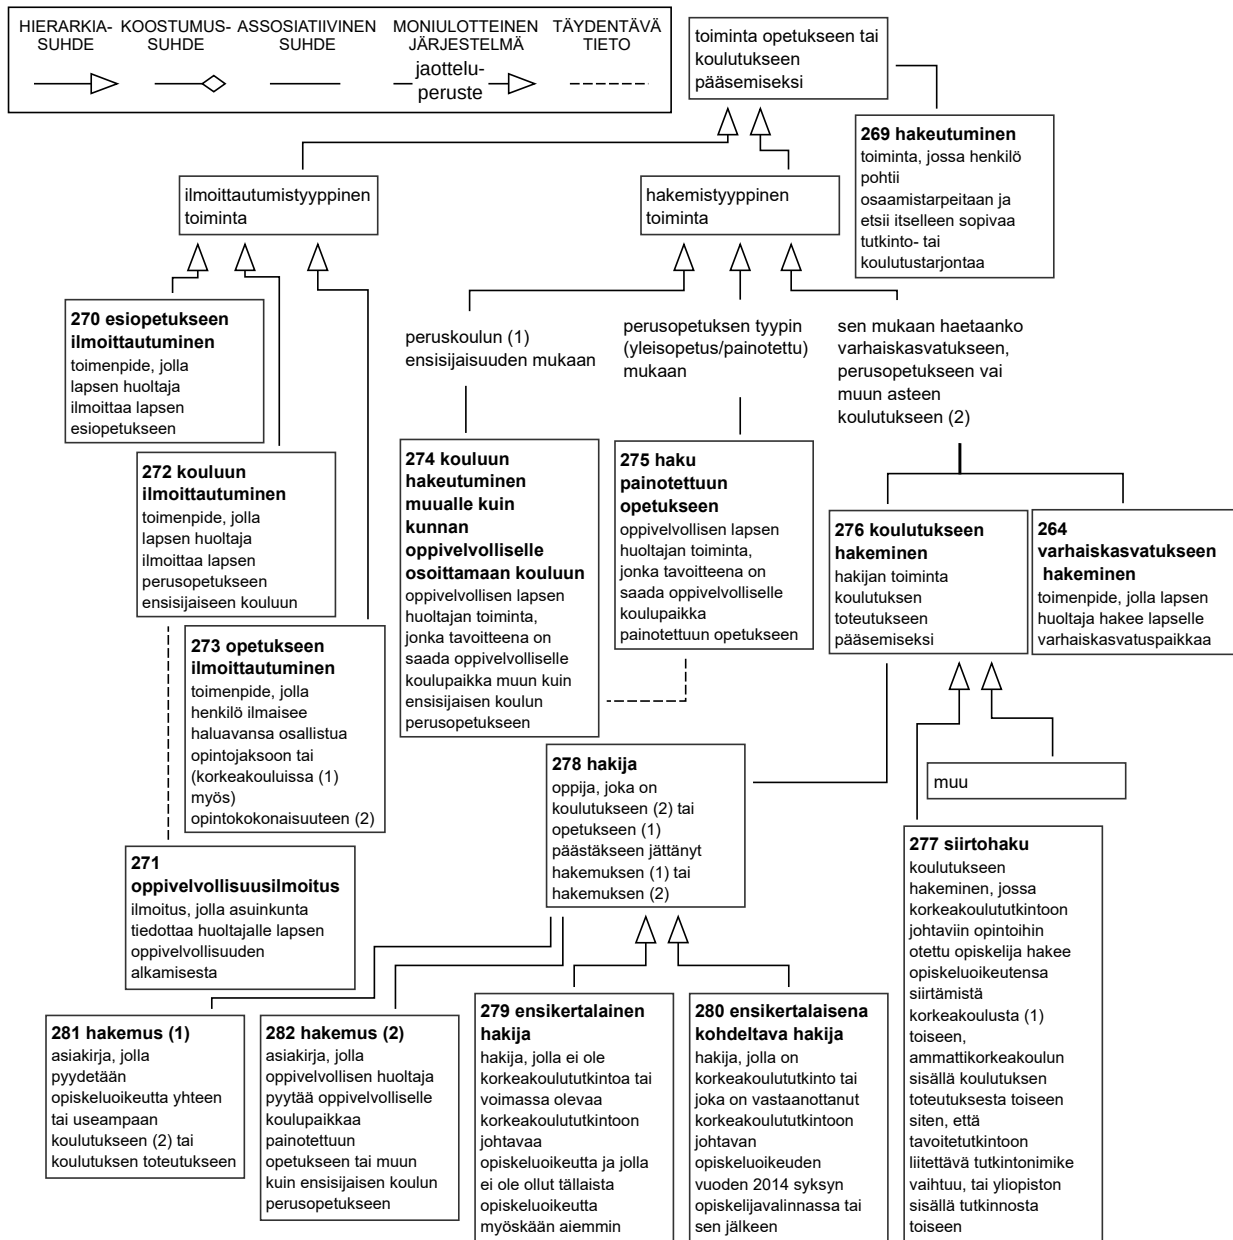 HIERARKIA-
SUHDE
KOOSTUMUS-
SUHDE
ASSOSIATIIVINEN
SUHDE
MONIULOTTEINEN
JÄRJESTELMÄ
jaottelu-
peruste
TÄYDENTÄVÄ
TIETO
toiminta opetukseen tai
koulutukseen
pääsemiseksi
269 hakeutuminen
toiminta, jossa henkilö
pohtii
osaamistarpeitaan ja
etsii itselleen sopivaa
tutkinto- tai
koulutustarjontaa
ilmoittautumistyyppinen
toiminta
hakemistyyppinen
toiminta
270 esiopetukseen
ilmoittautuminen
toimenpide, jolla
lapsen huoltaja
ilmoittaa lapsen
esiopetukseen
peruskoulun (1)
ensisijaisuuden mukaan
perusopetuksen tyypin
(yleisopetus/painotettu)
mukaan
sen mukaan haetaanko
varhaiskasvatukseen,
perusopetukseen vai
muun asteen
koulutukseen (2)
272 kouluun
ilmoittautuminen
toimenpide, jolla
lapsen huoltaja
ilmoittaa lapsen
perusopetukseen
ensisijaiseen kouluun
274 kouluun
hakeutuminen
muualle kuin
kunnan
oppivelvolliselle
osoittamaan kouluun
oppivelvollisen lapsen
huoltajan toiminta,
jonka tavoitteena on
saada oppivelvolliselle
koulupaikka muun kuin
ensisijaisen koulun
perusopetukseen
275 haku
painotettuun
opetukseen
oppivelvollisen lapsen
huoltajan toiminta,
jonka tavoitteena on
saada oppivelvolliselle
koulupaikka
painotettuun opetukseen
276 koulutukseen
hakeminen
hakijan toiminta
koulutuksen
toteutukseen
pääsemiseksi
264
varhaiskasvatukseen
hakeminen
toimenpide, jolla lapsen
huoltaja hakee lapselle
varhaiskasvatuspaikkaa
273 opetukseen
ilmoittautuminen
toimenpide, jolla
henkilö ilmaisee
haluavansa osallistua
opintojaksoon tai
(korkeakouluissa (1)
myös)
opintokokonaisuuteen (2)
278 hakija
oppija, joka on
koulutukseen (2) tai
opetukseen (1)
päästäkseen jättänyt
hakemuksen (1) tai
hakemuksen (2)
muu
271
oppivelvollisuusilmoitus
ilmoitus, jolla asuinkunta
tiedottaa huoltajalle lapsen
oppivelvollisuuden
alkamisesta
277 siirtohaku
koulutukseen
hakeminen, jossa
korkeakoulututkintoon
johtaviin opintoihin
otettu opiskelija hakee
opiskeluoikeutensa
siirtämistä
korkeakoulusta (1)
toiseen,
ammattikorkeakoulun
sisällä koulutuksen
toteutuksesta toiseen
siten, että
tavoitetutkintoon
liitettävä tutkintonimike
vaihtuu, tai yliopiston
sisällä tutkinnosta
toiseen
281 hakemus (1)
asiakirja, jolla
pyydetään
opiskeluoikeutta yhteen
tai useampaan
koulutukseen (2) tai
koulutuksen toteutukseen
282 hakemus (2)
asiakirja, jolla
oppivelvollisen huoltaja
pyytää oppivelvolliselle
koulupaikkaa
painotettuun
opetukseen tai muun
kuin ensisijaisen koulun
perusopetukseen
279 ensikertalainen
hakija
hakija, jolla ei ole
korkeakoulututkintoa tai
voimassa olevaa
korkeakoulututkintoon
johtavaa
opiskeluoikeutta ja jolla
ei ole ollut tällaista
opiskeluoikeutta
myöskään aiemmin
280 ensikertalaisena
kohdeltava hakija
hakija, jolla on
korkeakoulututkinto tai
joka on vastaanottanut
korkeakoulututkintoon
johtavan
opiskeluoikeuden
vuoden 2014 syksyn
opiskelijavalinnassa tai
sen jälkeen